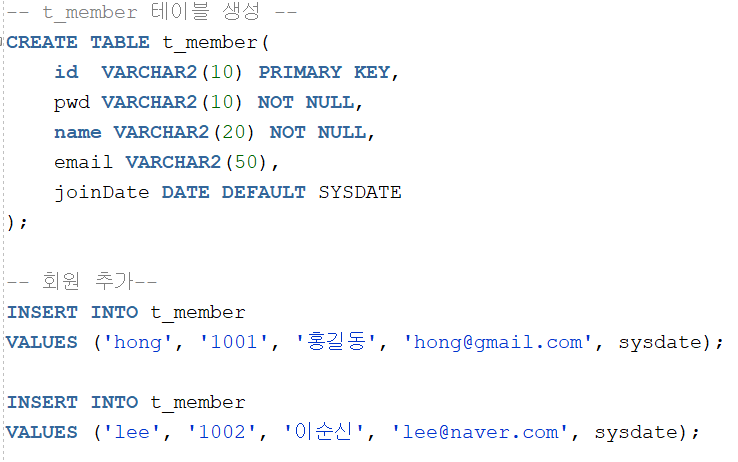 -- t_member 테이블 생성 --
CREATE TABLE t_member(
    id  VARCHAR2(10) PRIMARY KEY,
    pwd VARCHAR2(10) NOT NULL,
    name VARCHAR2(20) NOT NULL,
    email VARCHAR2(50),
    joinDate DATE DEFAULT SYSDATE
);
-- 회원 추가--
INSERT INTO t_member
VALUES ('hong', '1001', '홍길동', 'hong@gmail.com', sysdate);
INSERT INTO t_member
VALUES ('lee', '1002', '이순신', 'lee@naver.com', sysdate);